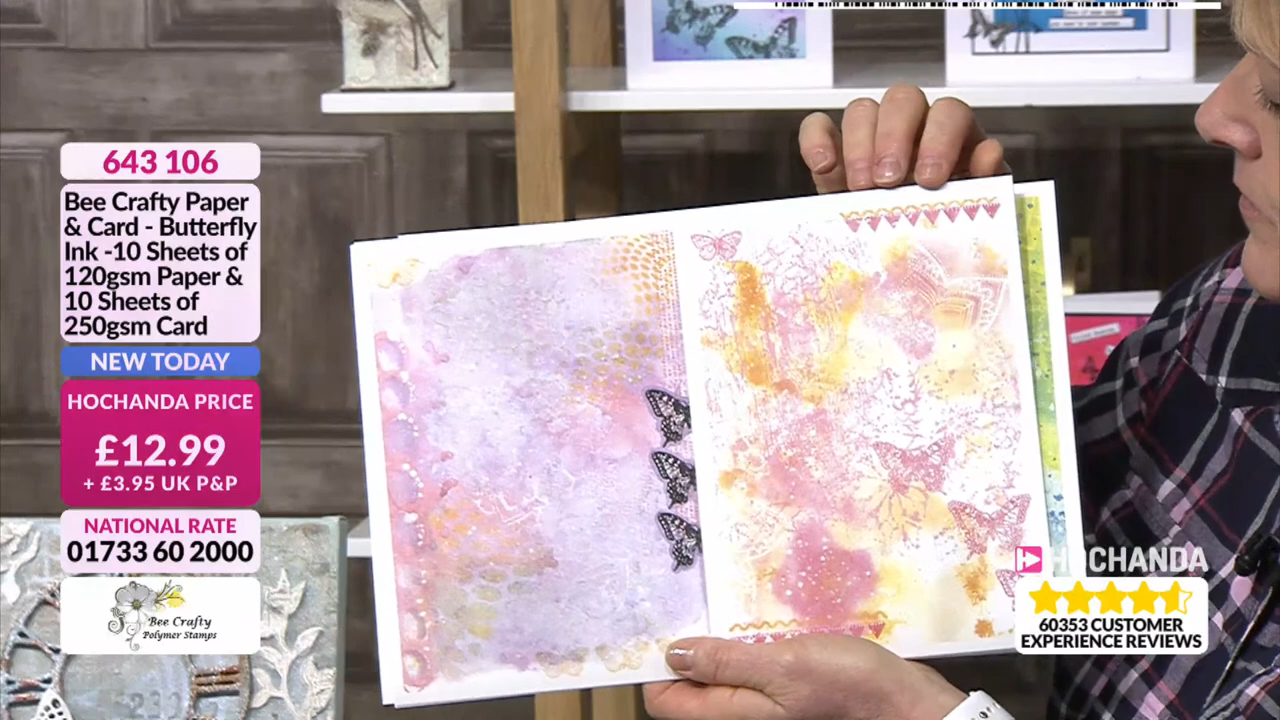 643 106
Bee Crafty Paper
& Card - Butterfly
Ink -10 Sheets of
120gsm Paper &
10 Sheets of
250gsm Card
NEW TODAY
HOCHANDA PRICE
£12.99
+ £3.95 UK P&P
NATIONAL RATE
01733 60 2000
Bee Crafty
Polymer Stamps
HOCHANDA
60353 CUSTOMER
EXPERIENCE REVIEWS